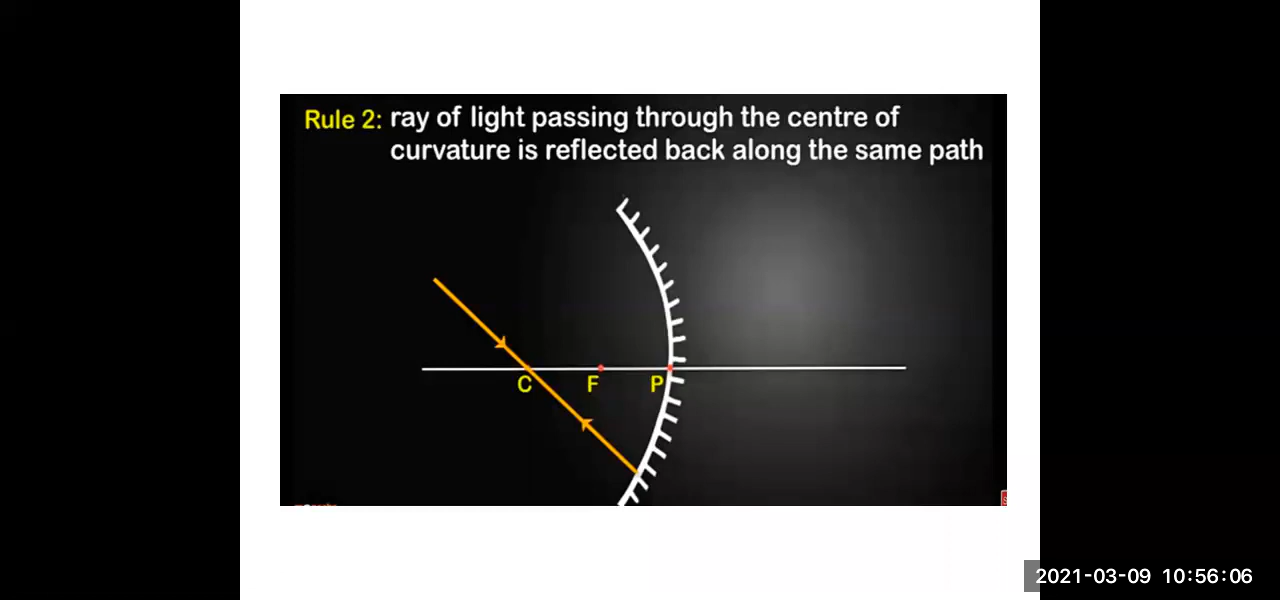 Rule 2: ray of light passing through the centre of
curvature is reflected back along the same path
C F P
2021-03-09 10:56:06